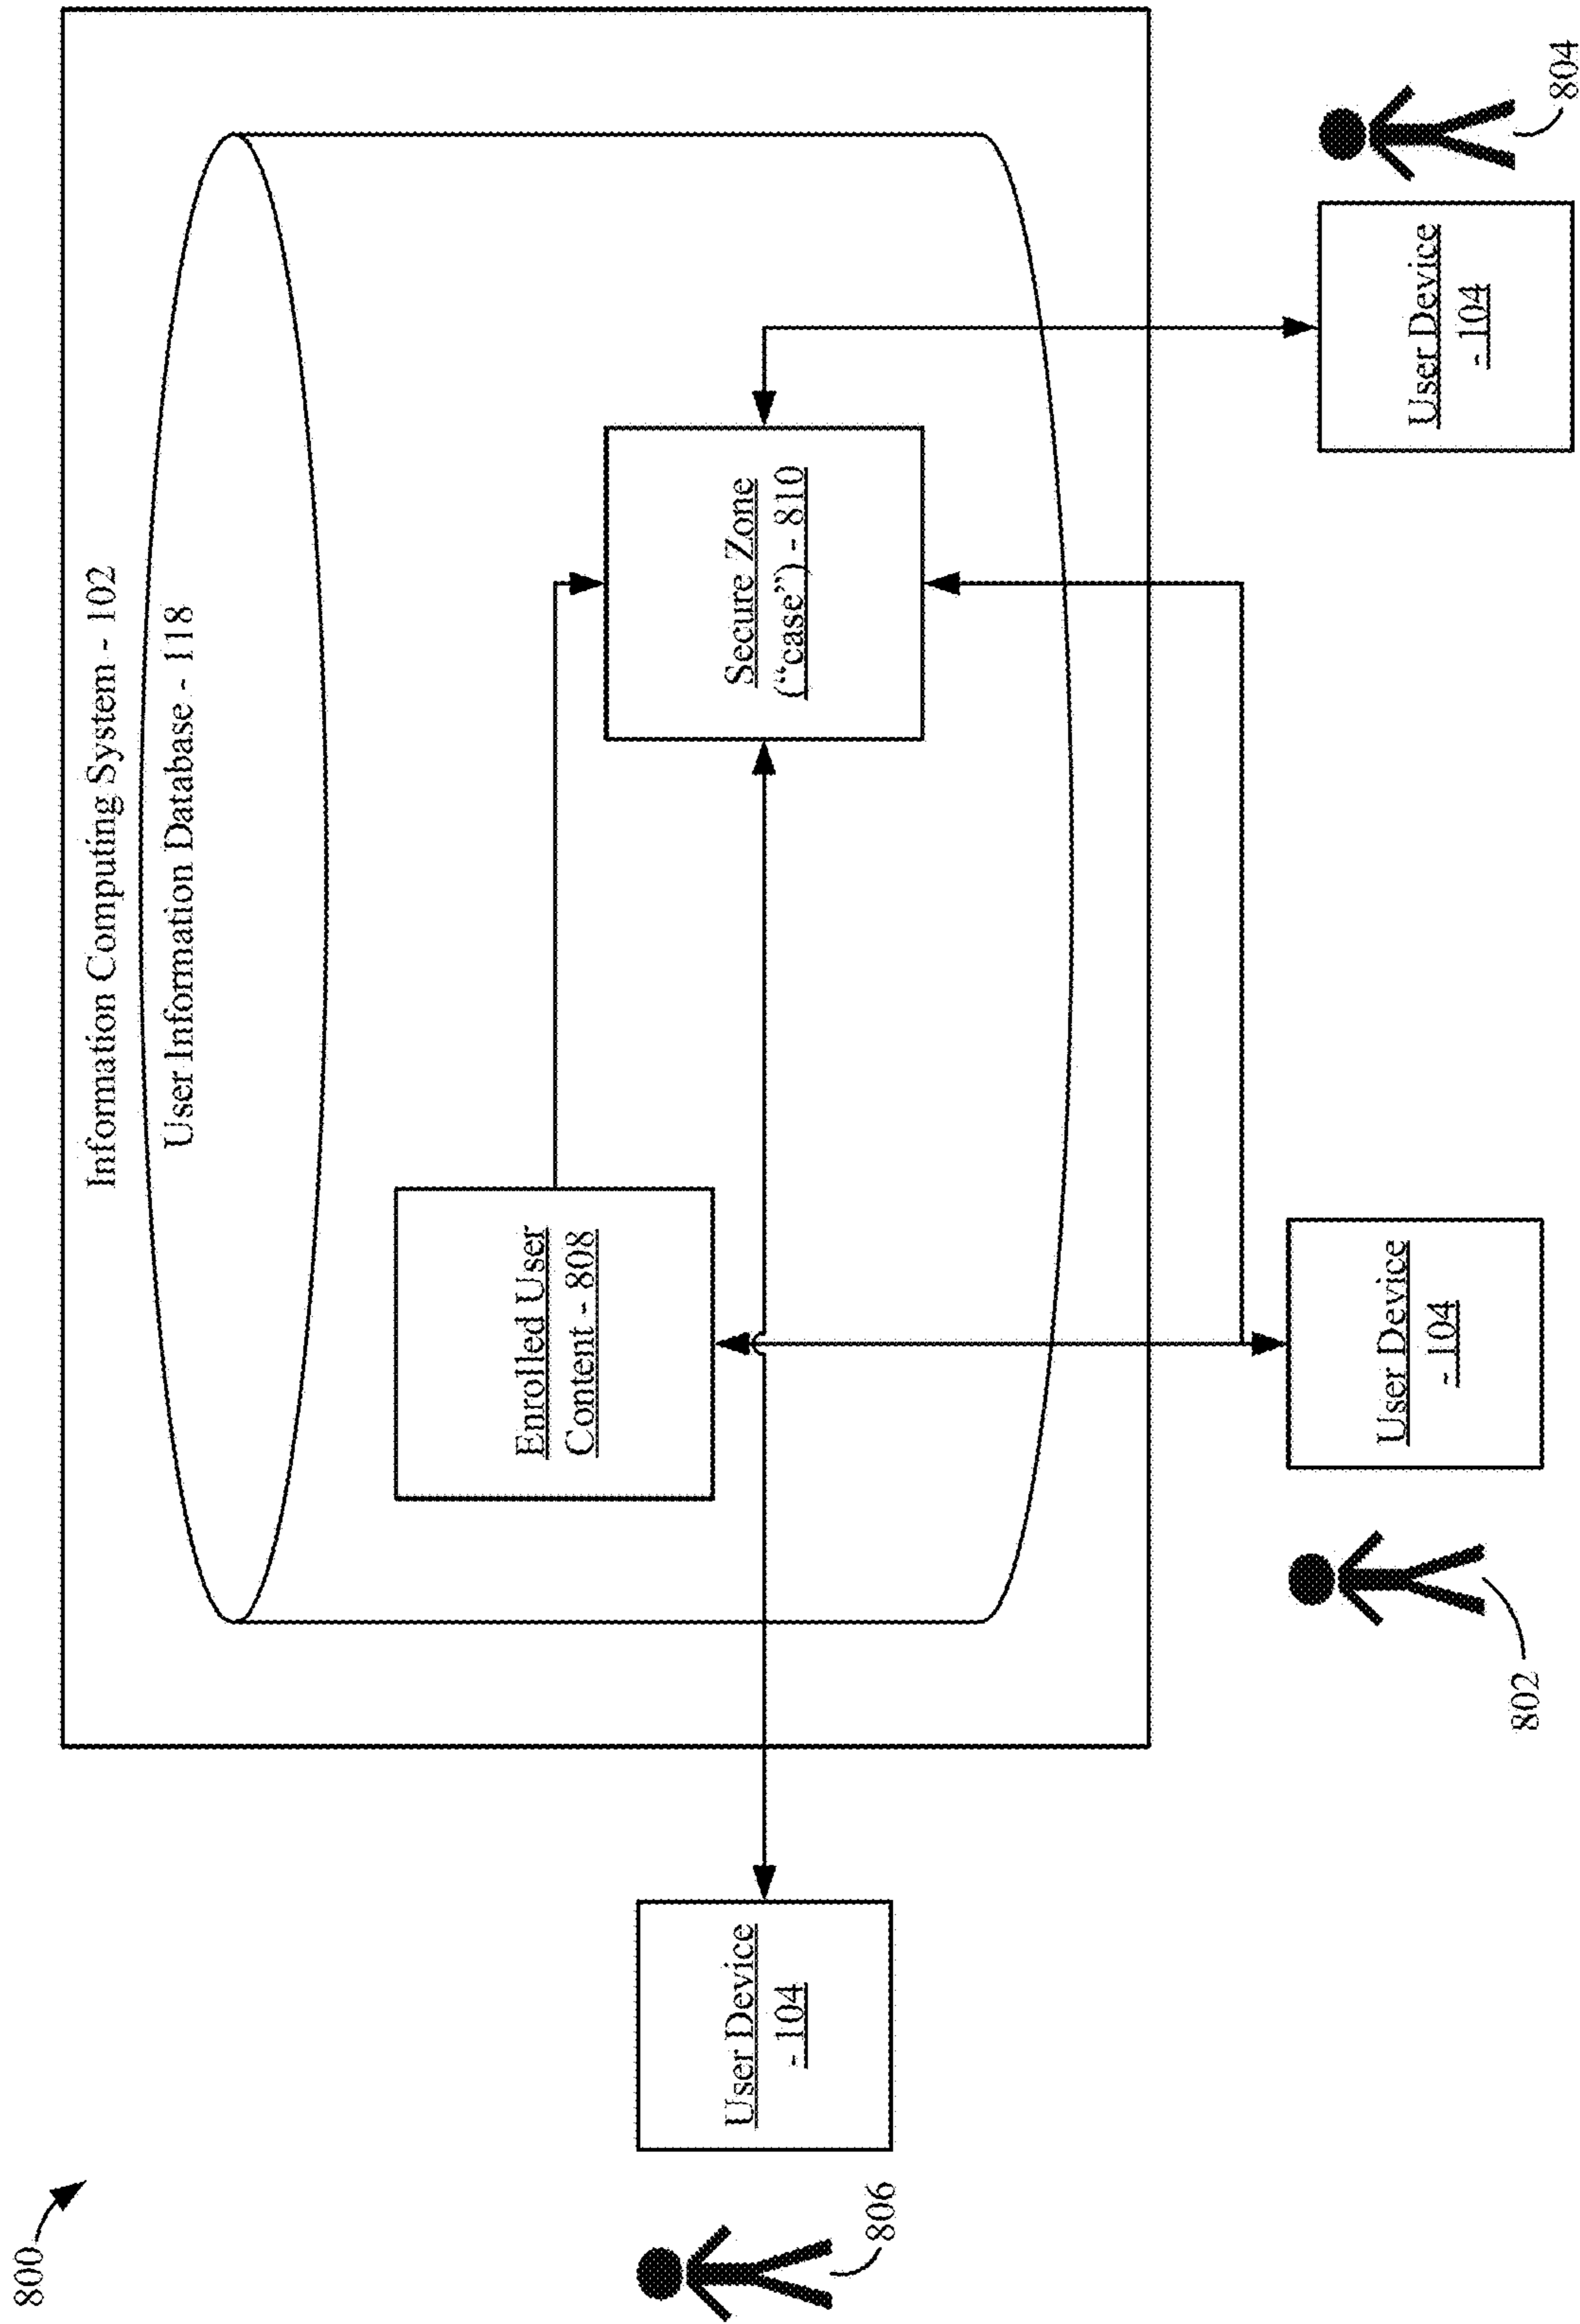 800
Information Computing System - 102
User Information Database - 118
Enrolled User
Content - 808
Secure Zone
(“case”) - 810
User Device
- 104
806
User Device
- 104
802
User Device
- 104
804